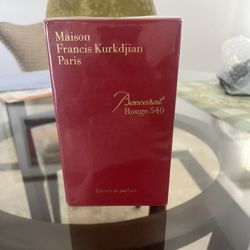 Maison
Francis Kurkdjian
Paris
Baccarat
Rouge 540
Extrait de parfum